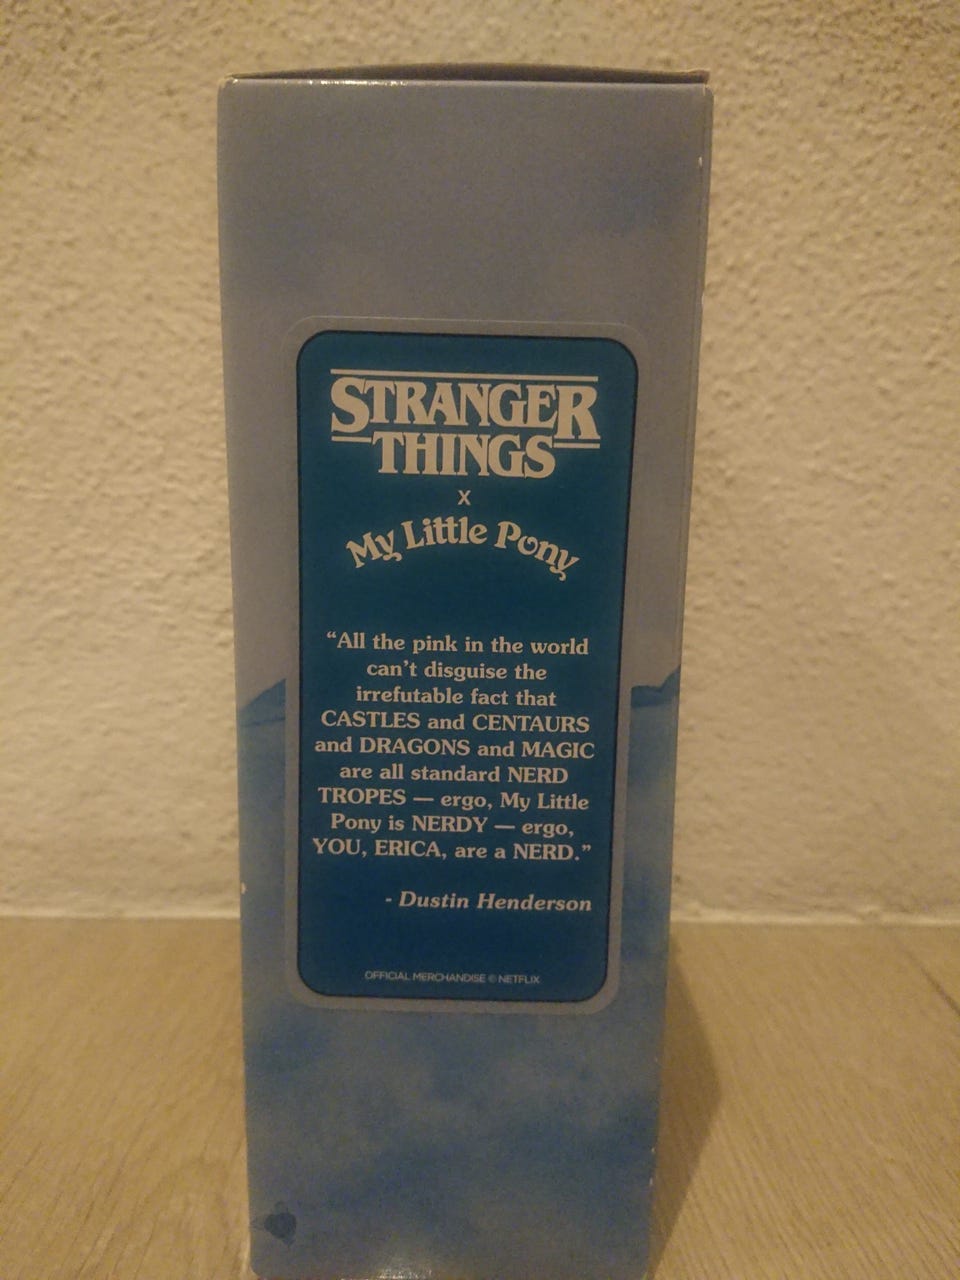 STRANGER
THINGS
X
My Little Pony
“All the pink in the world
can’t disguise the
irrefutable fact that
CASTLES and CENTAURS
and DRAGONS and MAGIC
are all standard NERD
TROPES — ergo, My Little
Pony is NERDY — ergo,
YOU, ERICA, are a NERD.”
- Dustin Henderson
OFFICIAL MERCHANDISE © NETFLIX